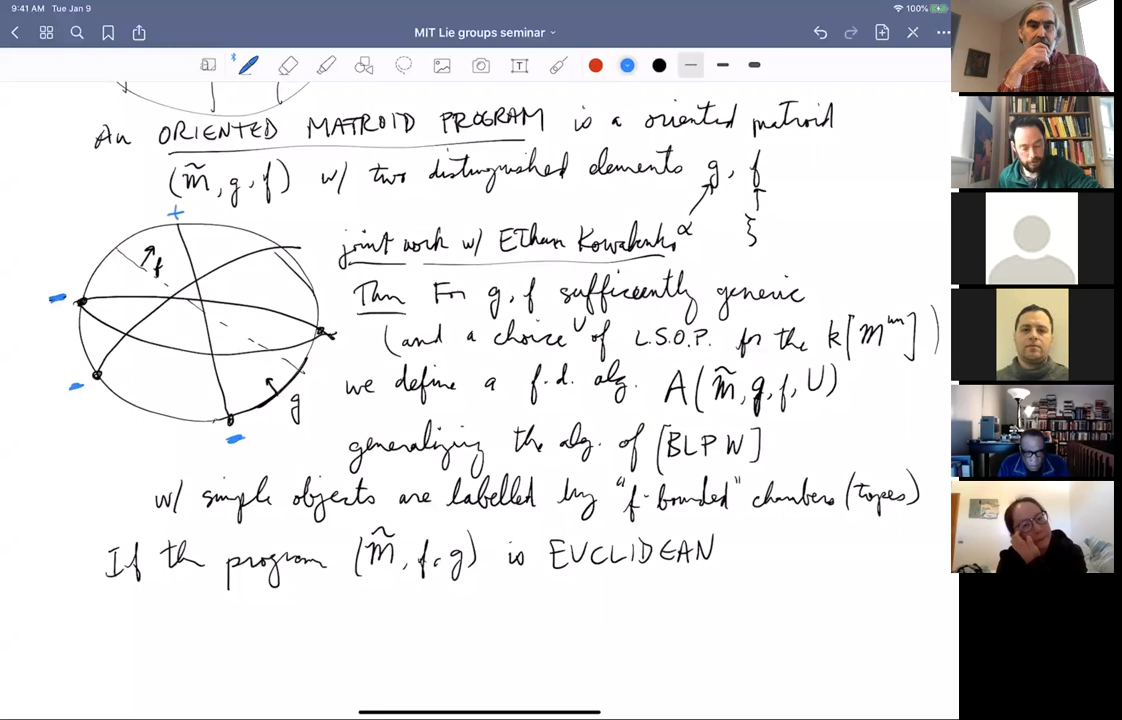 9:41 AM Tue Jan 9
100%
MIT Lie groups seminar
An ORIENTED MATROID PROGRAM is a oriented matroid
(m̃, g, f) w/ two distinguished elements g, f
α ξ
+
f
g
joint work w/ Ethan Kowalenko
Thm For g, f sufficiently generic
(and a choice U of L.S.O.P. for the k[m^un])
we define a f.d. alg. A(m̃, g, f, U)
generalizing the alg. of [BLPW]
w/ simple objects are labelled by "f-bounded" chambers (topes)
If the program (m̃, f, g) is EUCLIDEAN